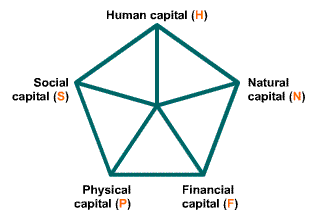 Human capital (H)
Social
capital (S)
Natural
capital (N)
Physical
capital (P)
Financial
capital (F)